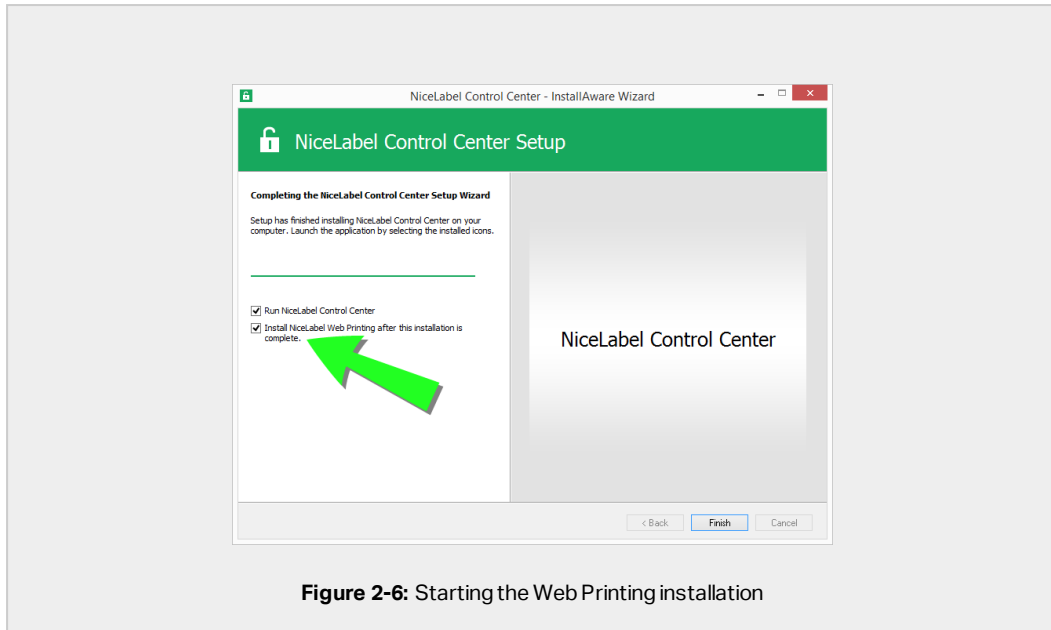 NiceLabel Control Center - InstallAware Wizard
NiceLabel Control Center Setup
Completing the NiceLabel Control Center Setup Wizard
Setup has finished installing NiceLabel Control Center on your
computer. Launch the application by selecting the installed icons.
Run NiceLabel Control Center
Install NiceLabel Web Printing after this installation is
complete.
NiceLabel Control Center
< Back
Finish
Cancel
Figure 2-6: Starting the Web Printing installation